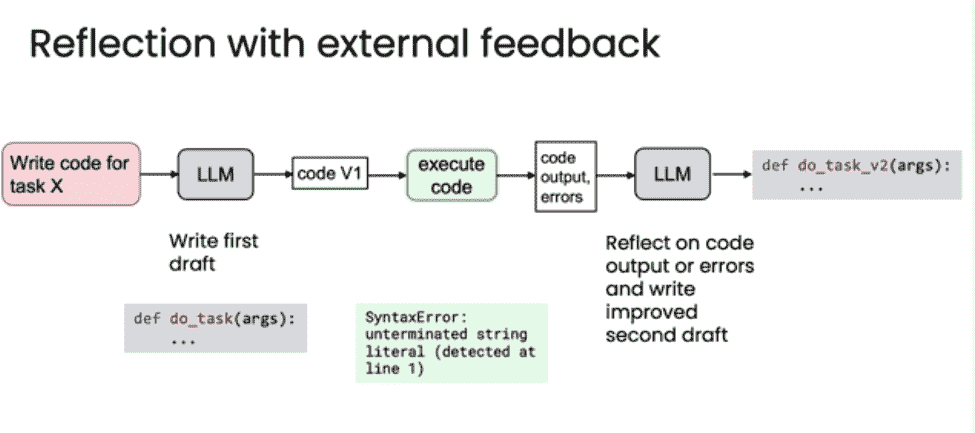 Reflection with external feedback
Write code for
task X
LLM
code V1
execute
code
code
output,
errors
LLM
def do_task_v2(args):
...
Write first
draft
Reflect on code
output or errors
and write
improved
second draft
def do_task(args):
...
SyntaxError:
unterminated string
literal (detected at
line 1)